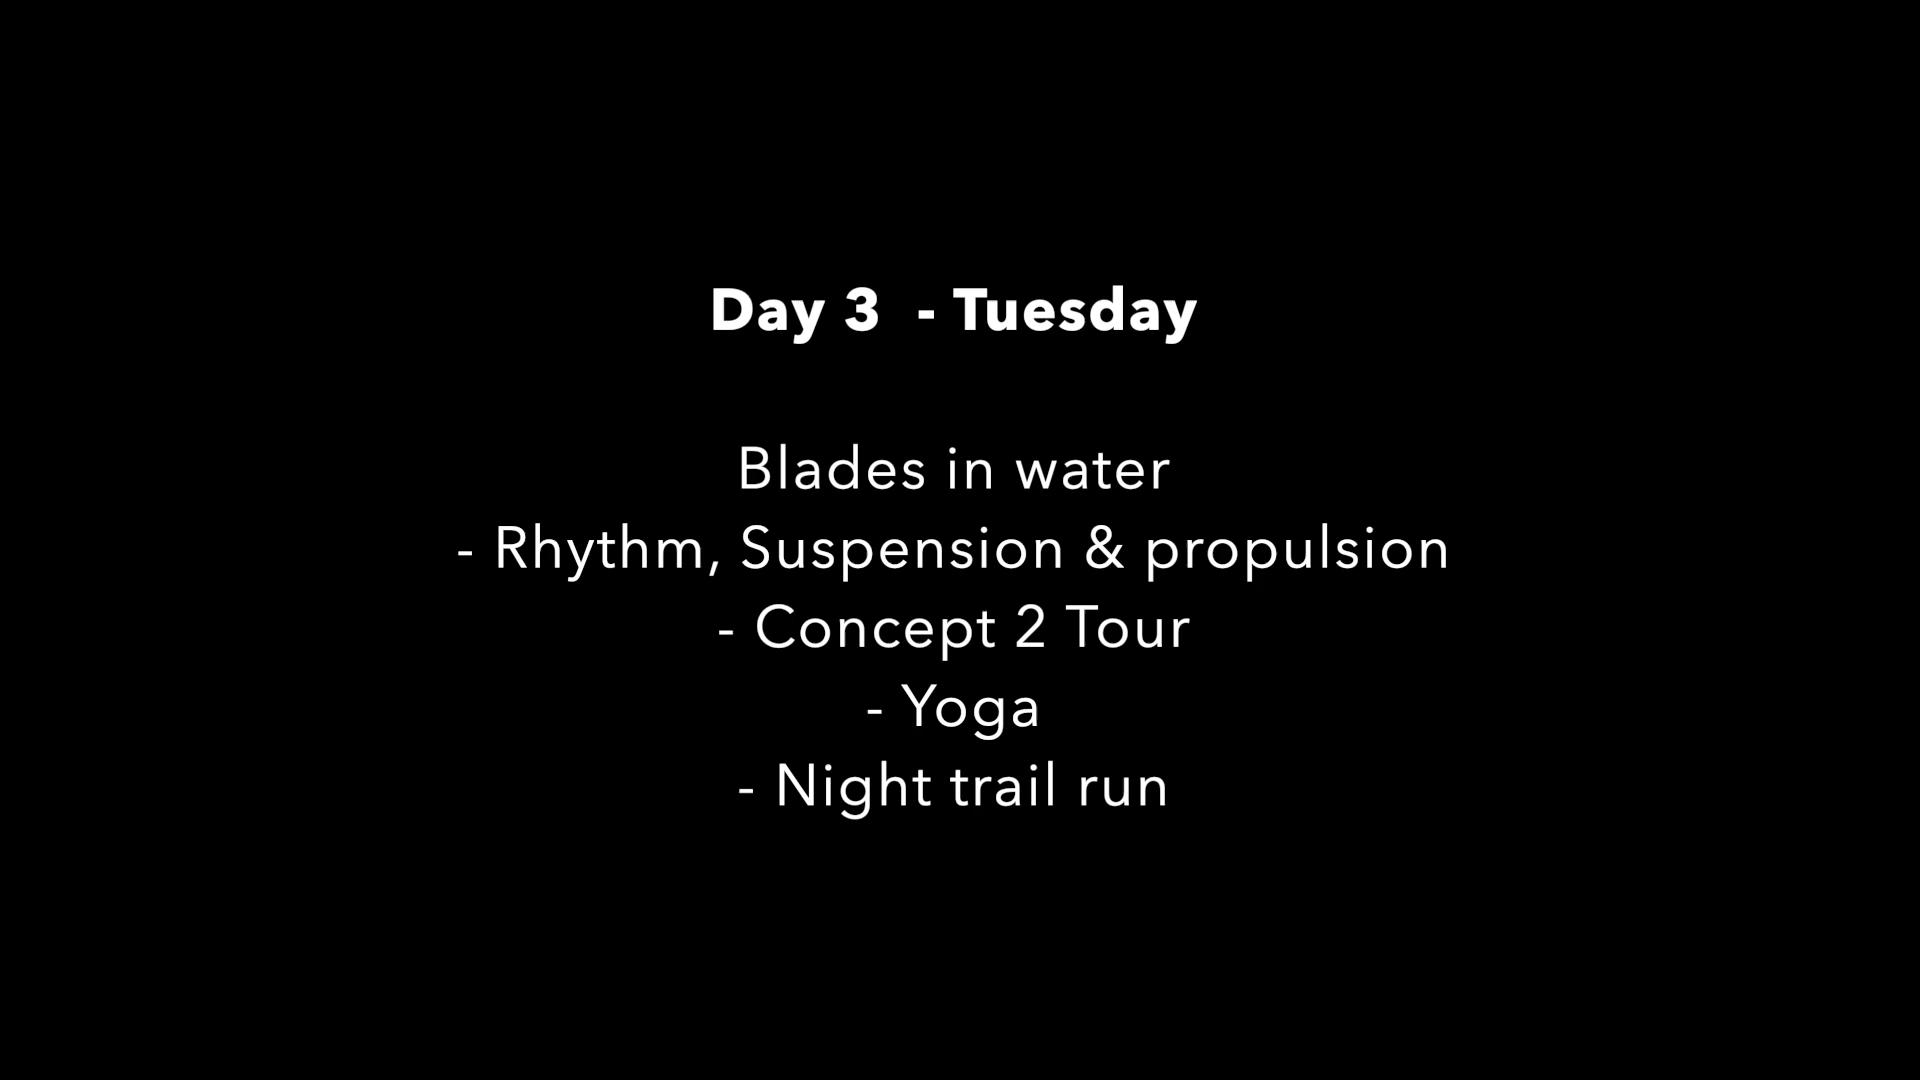 Day 3  - Tuesday
Blades in water
- Rhythm, Suspension & propulsion
- Concept 2 Tour
- Yoga
- Night trail run